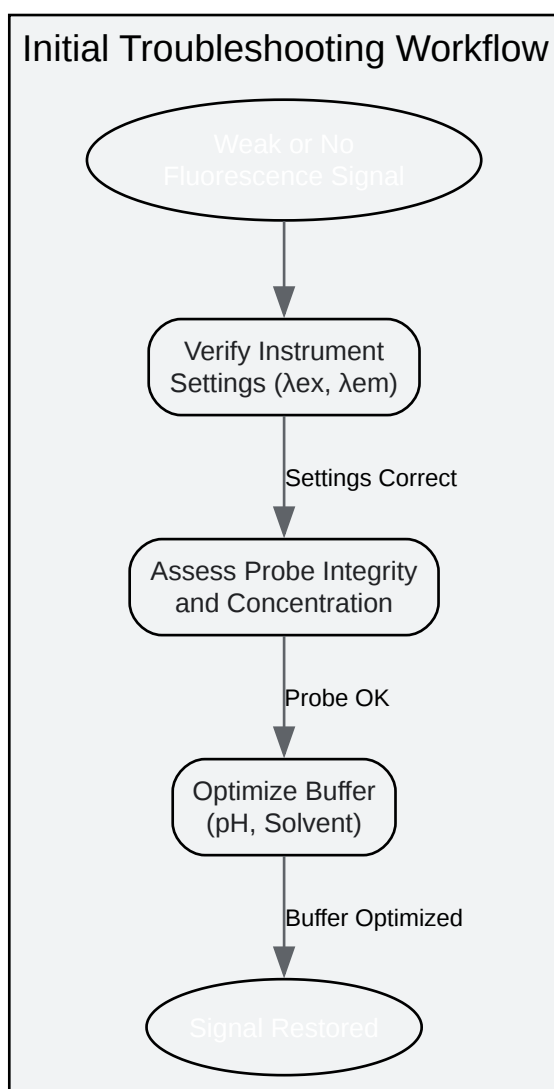 Initial Troubleshooting Workflow
Weak or No
Fluorescence Signal
Verify Instrument
Settings (λex, λem)
Settings Correct
Assess Probe Integrity
and Concentration
Probe OK
Optimize Buffer
(pH, Solvent)
Buffer Optimized
Signal Restored